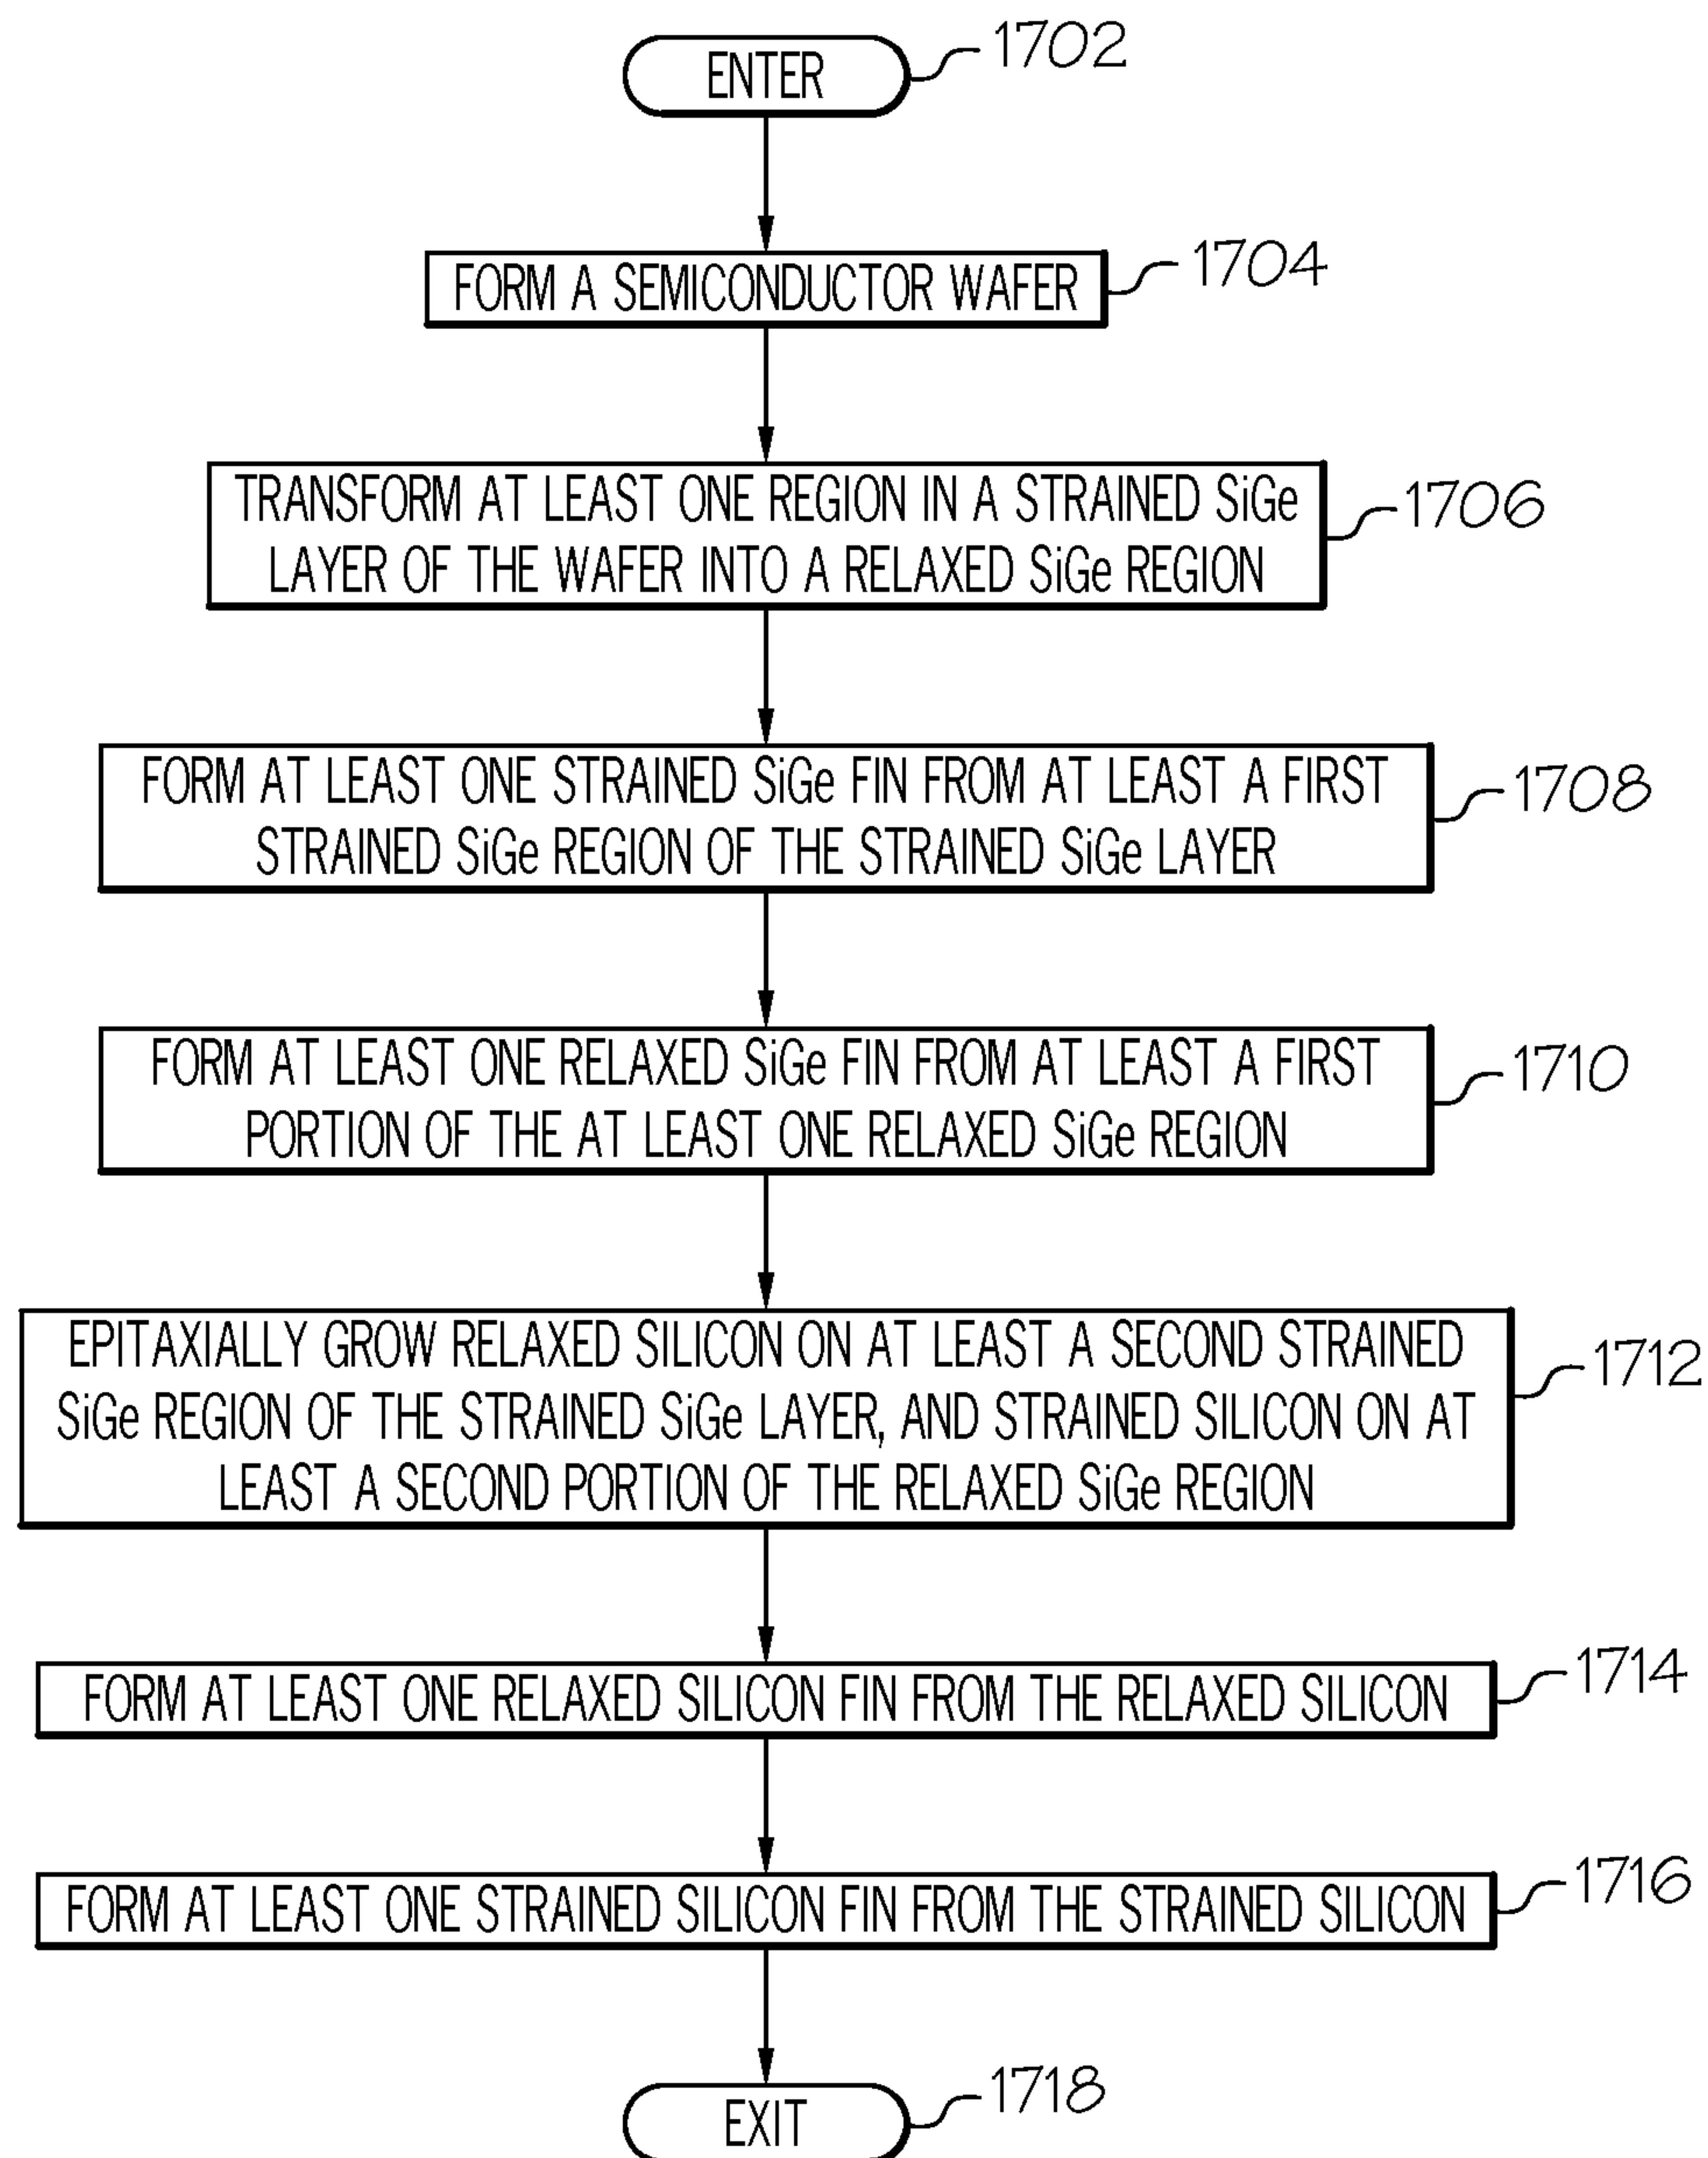 ENTER
1702
FORM A SEMICONDUCTOR WAFER
1704
TRANSFORM AT LEAST ONE REGION IN A STRAINED SiGe
LAYER OF THE WAFER INTO A RELAXED SiGe REGION
1706
FORM AT LEAST ONE STRAINED SiGe FIN FROM AT LEAST A FIRST
STRAINED SiGe REGION OF THE STRAINED SiGe LAYER
1708
FORM AT LEAST ONE RELAXED SiGe FIN FROM AT LEAST A FIRST
PORTION OF THE AT LEAST ONE RELAXED SiGe REGION
1710
EPITAXIALLY GROW RELAXED SILICON ON AT LEAST A SECOND STRAINED
SiGe REGION OF THE STRAINED SiGe LAYER, AND STRAINED SILICON ON AT
LEAST A SECOND PORTION OF THE RELAXED SiGe REGION
1712
FORM AT LEAST ONE RELAXED SILICON FIN FROM THE RELAXED SILICON
1714
FORM AT LEAST ONE STRAINED SILICON FIN FROM THE STRAINED SILICON
1716
EXIT
1718